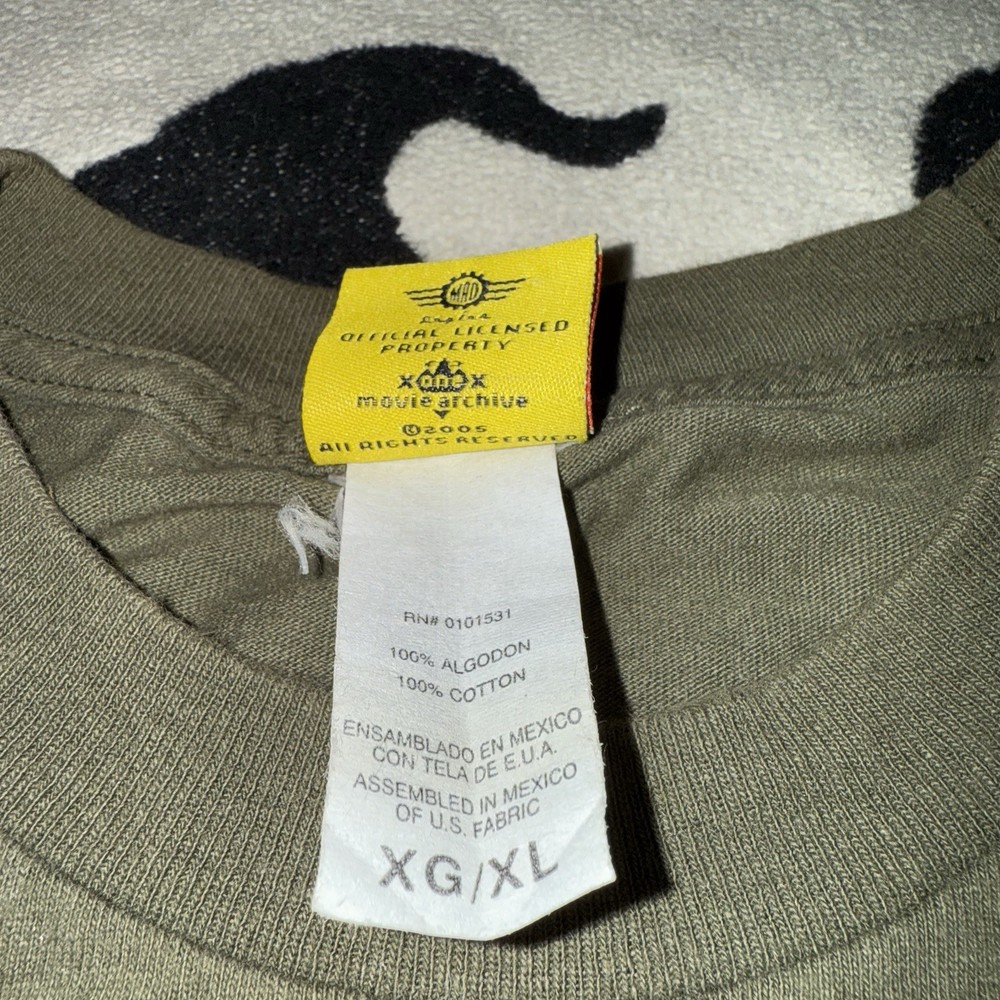 MAD
Engine
OFFICIAL LICENSED
PROPERTY
movie archive
©2005
ALL RIGHTS RESERVED
RN# 0101531
100% ALGODON
100% COTTON
ENSAMBLADO EN MEXICO
CON TELA DE E.U.A.
ASSEMBLED IN MEXICO
OF U.S. FABRIC
XG/XL